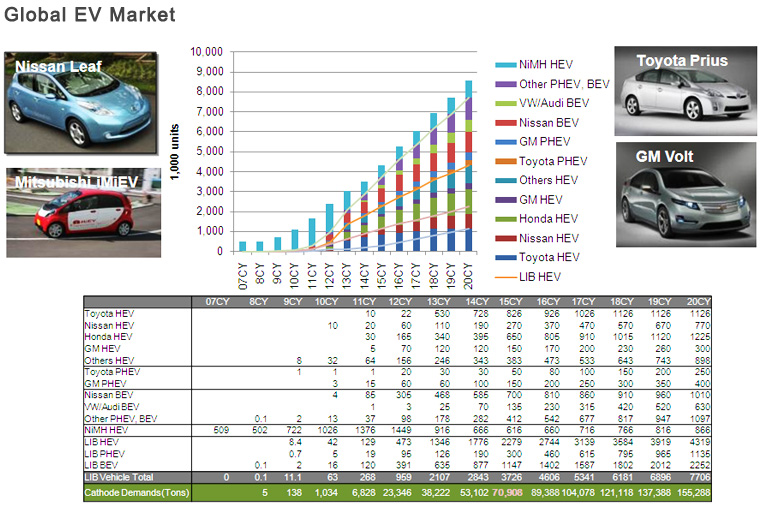 Global EV Market
Nissan Leaf
Mitsubishi iMiEV
Toyota Prius
GM Volt
1,000 units
10.000
9.000
8.000
7.000
6.000
5.000
4.000
3.000
2.000
1.000
0.000
07CY 8CY 9CY 10CY 11CY 12CY 13CY 14CY 15CY 16CY 17CY 18CY 19CY 20CY
NiMH HEV
Other PHEV, BEV
VW/Audi BEV
Nissan BEV
GM PHEV
Toyota PHEV
Others HEV
GM HEV
Honda HEV
Nissan HEV
Toyota HEV
LIB HEV
07CY 8CY 9CY 10CY 11CY 12CY 13CY 14CY 15CY 16CY 17CY 18CY 19CY 20CY
Toyota HEV 10 22 530 728 826 926 1026 1126 1126 1126
Nissan HEV 10 20 60 110 190 270 370 470 570 670 770
Honda HEV 30 165 340 395 650 805 910 1015 1120 1225
GM HEV 5 70 120 120 150 170 200 230 260 300
Others HEV 8 32 64 156 246 343 383 473 533 643 743 898
Toyota PHEV 1 1 1 20 30 30 50 80 100 150 200 250
GM PHEV 3 15 60 60 100 150 200 250 300 350 400
Nissan BEV 4 85 305 468 585 700 810 860 910 960 1010
VW/Audi BEV 1 3 25 70 135 230 315 420 520 630
Other PHEV, BEV 0.1 2 13 37 98 178 282 412 542 677 817 947 1097
NiMH HEV 509 502 722 1026 1376 1449 916 666 616 660 716 766 816 866
LIB HEV 8.4 42 129 473 1346 1776 2279 2744 3139 3584 3919 4319
LIB PHEV 0.7 5 19 95 126 190 300 460 615 795 965 1135
LIB BEV 0.1 2 16 120 391 635 877 1147 1402 1587 1802 2012 2252
LIB Vehicle Total 0 0.1 11.1 63 268 959 2107 2843 3726 4606 5341 6181 6896 7706
Cathode Demands(Tons) 5 138 1,034 6,828 23,346 38,222 53,102 70,908 89,388 104,078 121,118 137,388 155,288